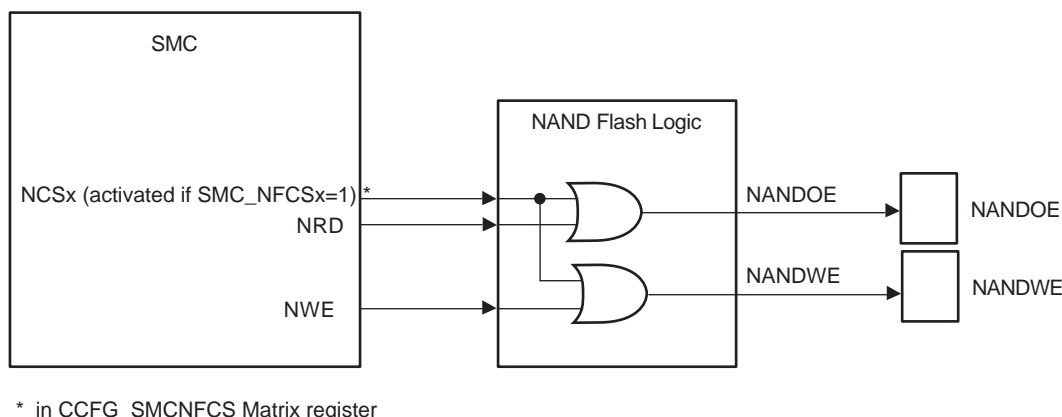 SMC
NAND Flash Logic
NCSx (activated if SMC_NFCSx=1) *
NRD
NWE
NANDOE
NANDOE
NANDWE
NANDWE
* in CCFG_SMCNFCS Matrix register